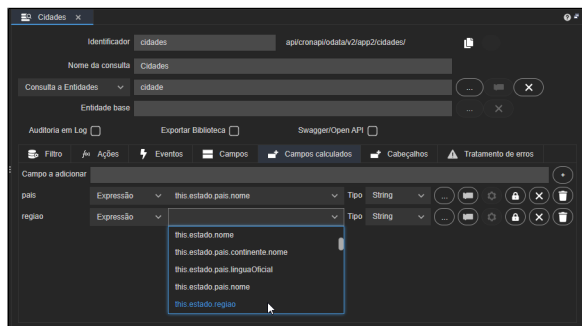 Cidades ×
Identificador cidades api/cronapi/odata/v2/app2/cidades/
Nome da consulta Cidades
Consulta a Entidades cidade ...
Entidade base ...
Auditoria em Log Exportar Biblioteca Swagger/Open API
Filtro f(x) Ações Eventos Campos Campos calculados Cabeçalhos Tratamento de erros
Campo a adicionar
pais Expressão this.estado.pais.nome Tipo String ...
regiao Expressão Tipo String ...
this.estado.nome
this.estado.pais.continente.nome
this.estado.pais.linguaOficial
this.estado.pais.nome
this.estado.regiao